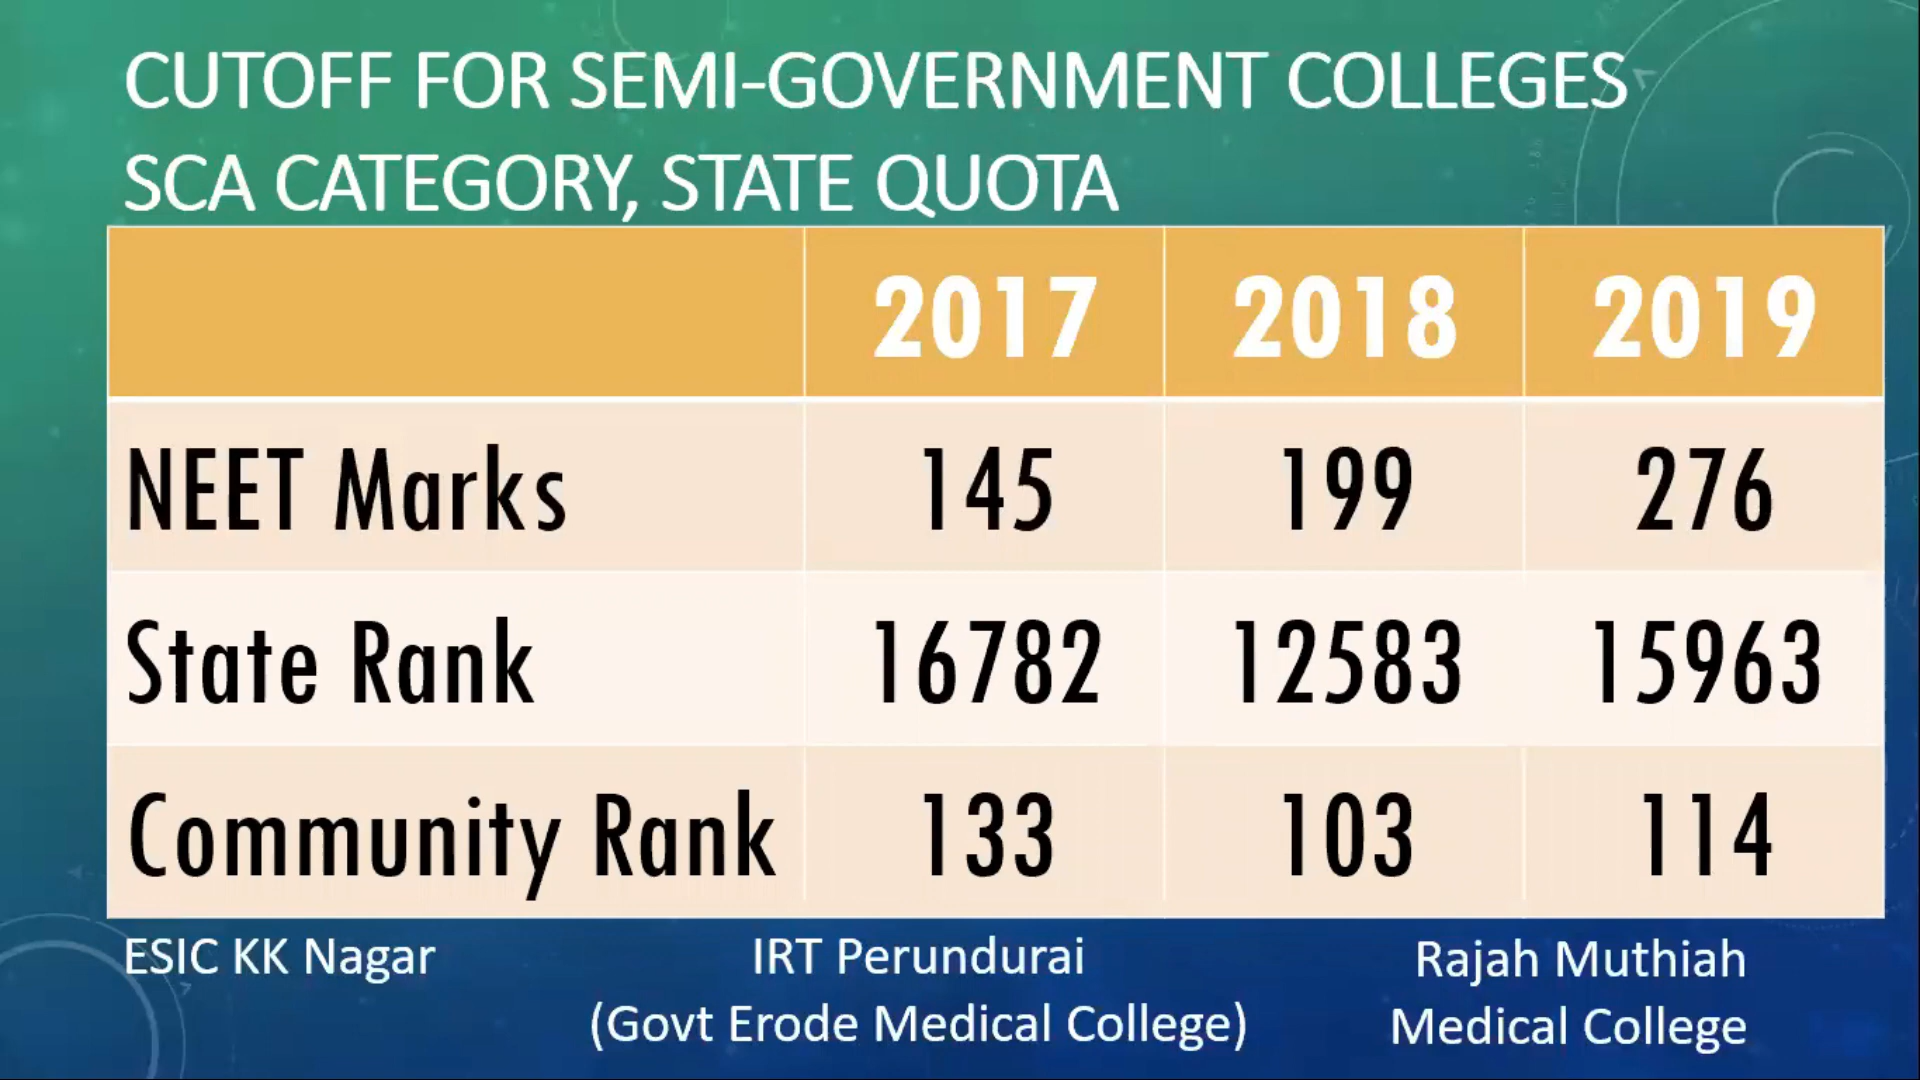 CUTOFF FOR SEMI-GOVERNMENT COLLEGES
SCA CATEGORY, STATE QUOTA
2017 2018 2019
NEET Marks 145 199 276
State Rank 16782 12583 15963
Community Rank 133 103 114
ESIC KK Nagar IRT Perundurai Rajah Muthiah
(Govt Erode Medical College) Medical College